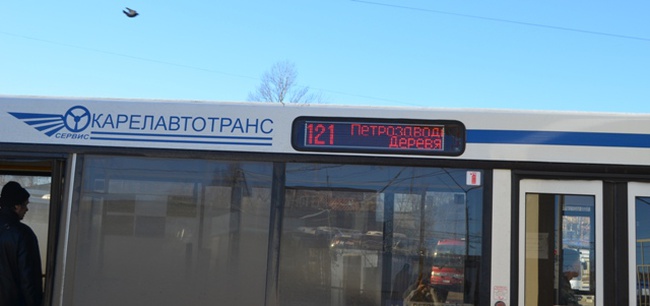 КАРЕЛАВТОТРАНС
СЕРВИС
121 Петрозавод
Деревя